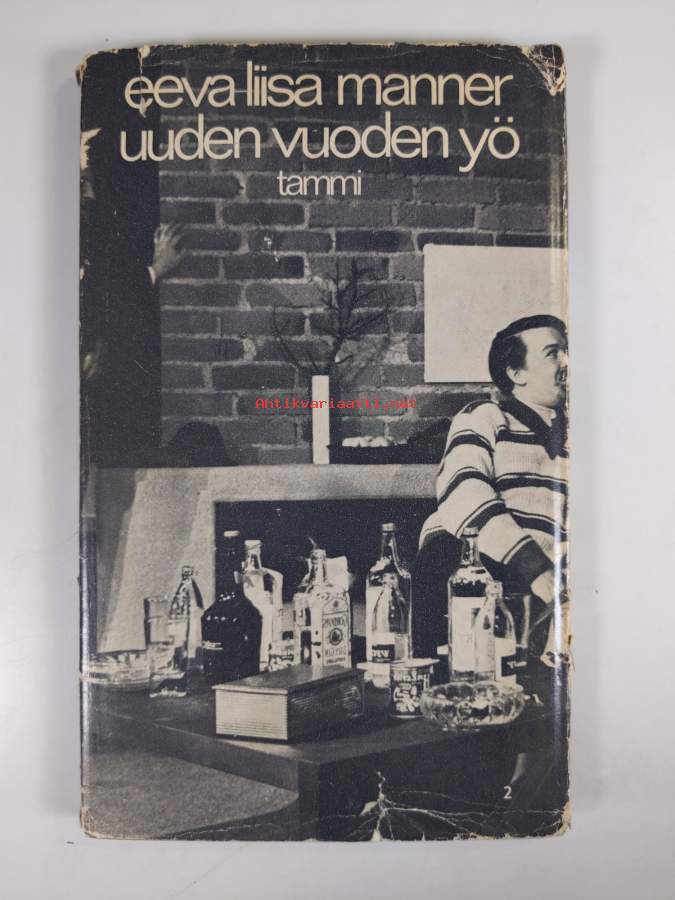 eeva-liisa manner
uuden vuoden yö
tammi
Antikvariaatti.net
2